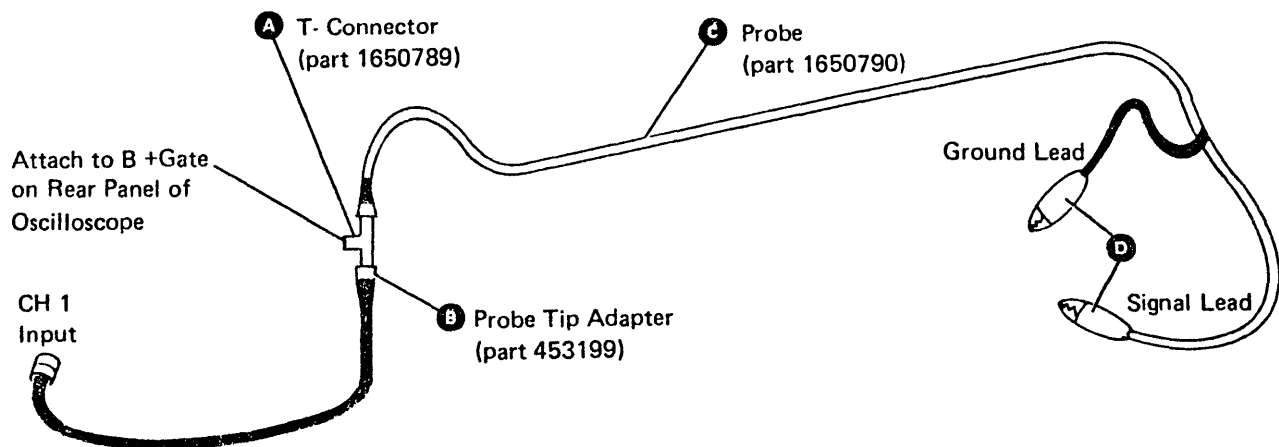 A T- Connector
(part 1650789)
C Probe
(part 1650790)
Attach to B +Gate
on Rear Panel of
Oscilloscope
Ground Lead
D
CH 1
Input
B Probe Tip Adapter
(part 453199)
Signal Lead